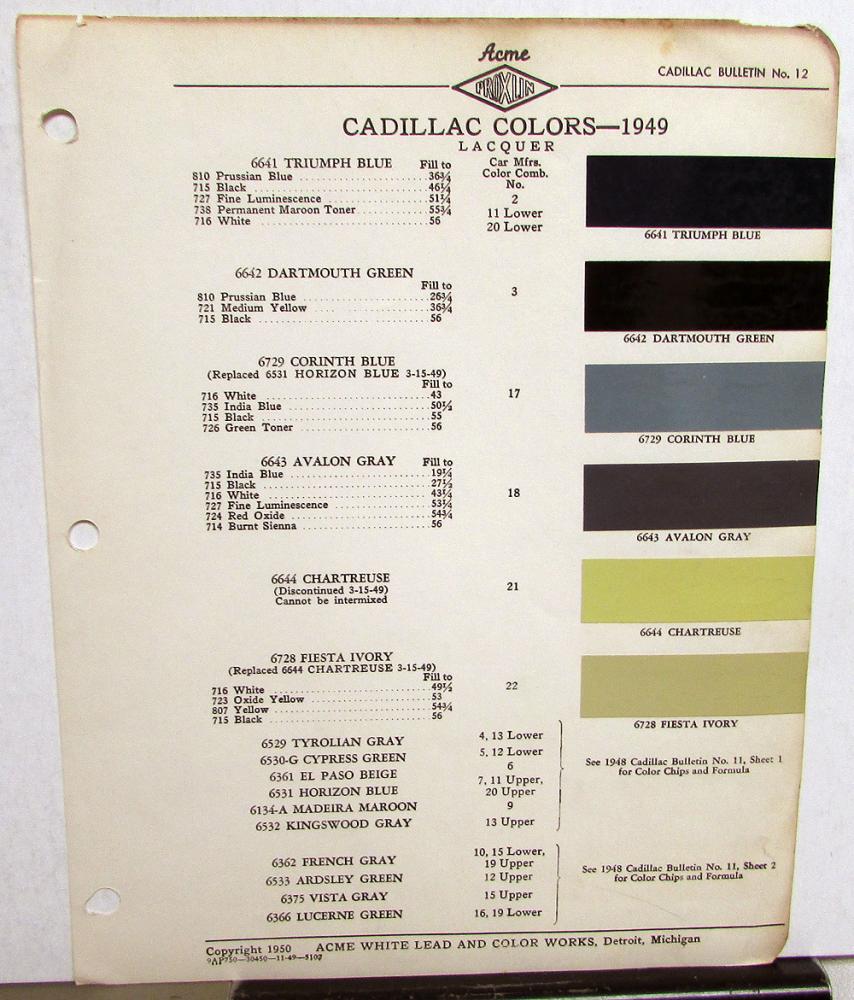 Acme
PROXLIN
CADILLAC BULLETIN No. 12
CADILLAC COLORS—1949
LACQUER
6641 TRIUMPH BLUE Fill to
810 Prussian Blue 36¾
715 Black 46¼
727 Fine Luminescence 51¼
738 Permanent Maroon Toner 55¾
716 White 56
Car Mfrs.
Color Comb.
No.
2
11 Lower
20 Lower
6641 TRIUMPH BLUE
6642 DARTMOUTH GREEN
Fill to
810 Prussian Blue 26¾
721 Medium Yellow 36¾
715 Black 56
3
6642 DARTMOUTH GREEN
6729 CORINTH BLUE
(Replaced 6531 HORIZON BLUE 3-15-49)
Fill to
716 White 43
735 India Blue 50½
715 Black 55
726 Green Toner 56
17
6729 CORINTH BLUE
6643 AVALON GRAY Fill to
735 India Blue 19¼
715 Black 27½
716 White 43¼
727 Fine Luminescence 53¼
724 Red Oxide 54¾
714 Burnt Sienna 56
18
6643 AVALON GRAY
6644 CHARTREUSE
(Discontinued 3-15-49)
Cannot be intermixed
21
6644 CHARTREUSE
6728 FIESTA IVORY
(Replaced 6644 CHARTREUSE 3-15-49)
Fill to
716 White 49½
723 Oxide Yellow 53
807 Yellow 54¾
715 Black 56
22
6728 FIESTA IVORY
6529 TYROLIAN GRAY 4, 13 Lower
6530-G CYPRESS GREEN 5, 12 Lower
6361 EL PASO BEIGE 6
6531 HORIZON BLUE 7, 11 Upper,
20 Upper
6134-A MADEIRA MAROON 9
6532 KINGSWOOD GRAY 13 Upper
See 1948 Cadillac Bulletin No. 11, Sheet 1
for Color Chips and Formula
6362 FRENCH GRAY 10, 15 Lower,
19 Upper
6533 ARDSLEY GREEN 12 Upper
6375 VISTA GRAY 15 Upper
6366 LUCERNE GREEN 16, 19 Lower
See 1948 Cadillac Bulletin No. 11, Sheet 2
for Color Chips and Formula
Copyright 1950 ACME WHITE LEAD AND COLOR WORKS, Detroit, Michigan
9AP750—30450—11-49—5107